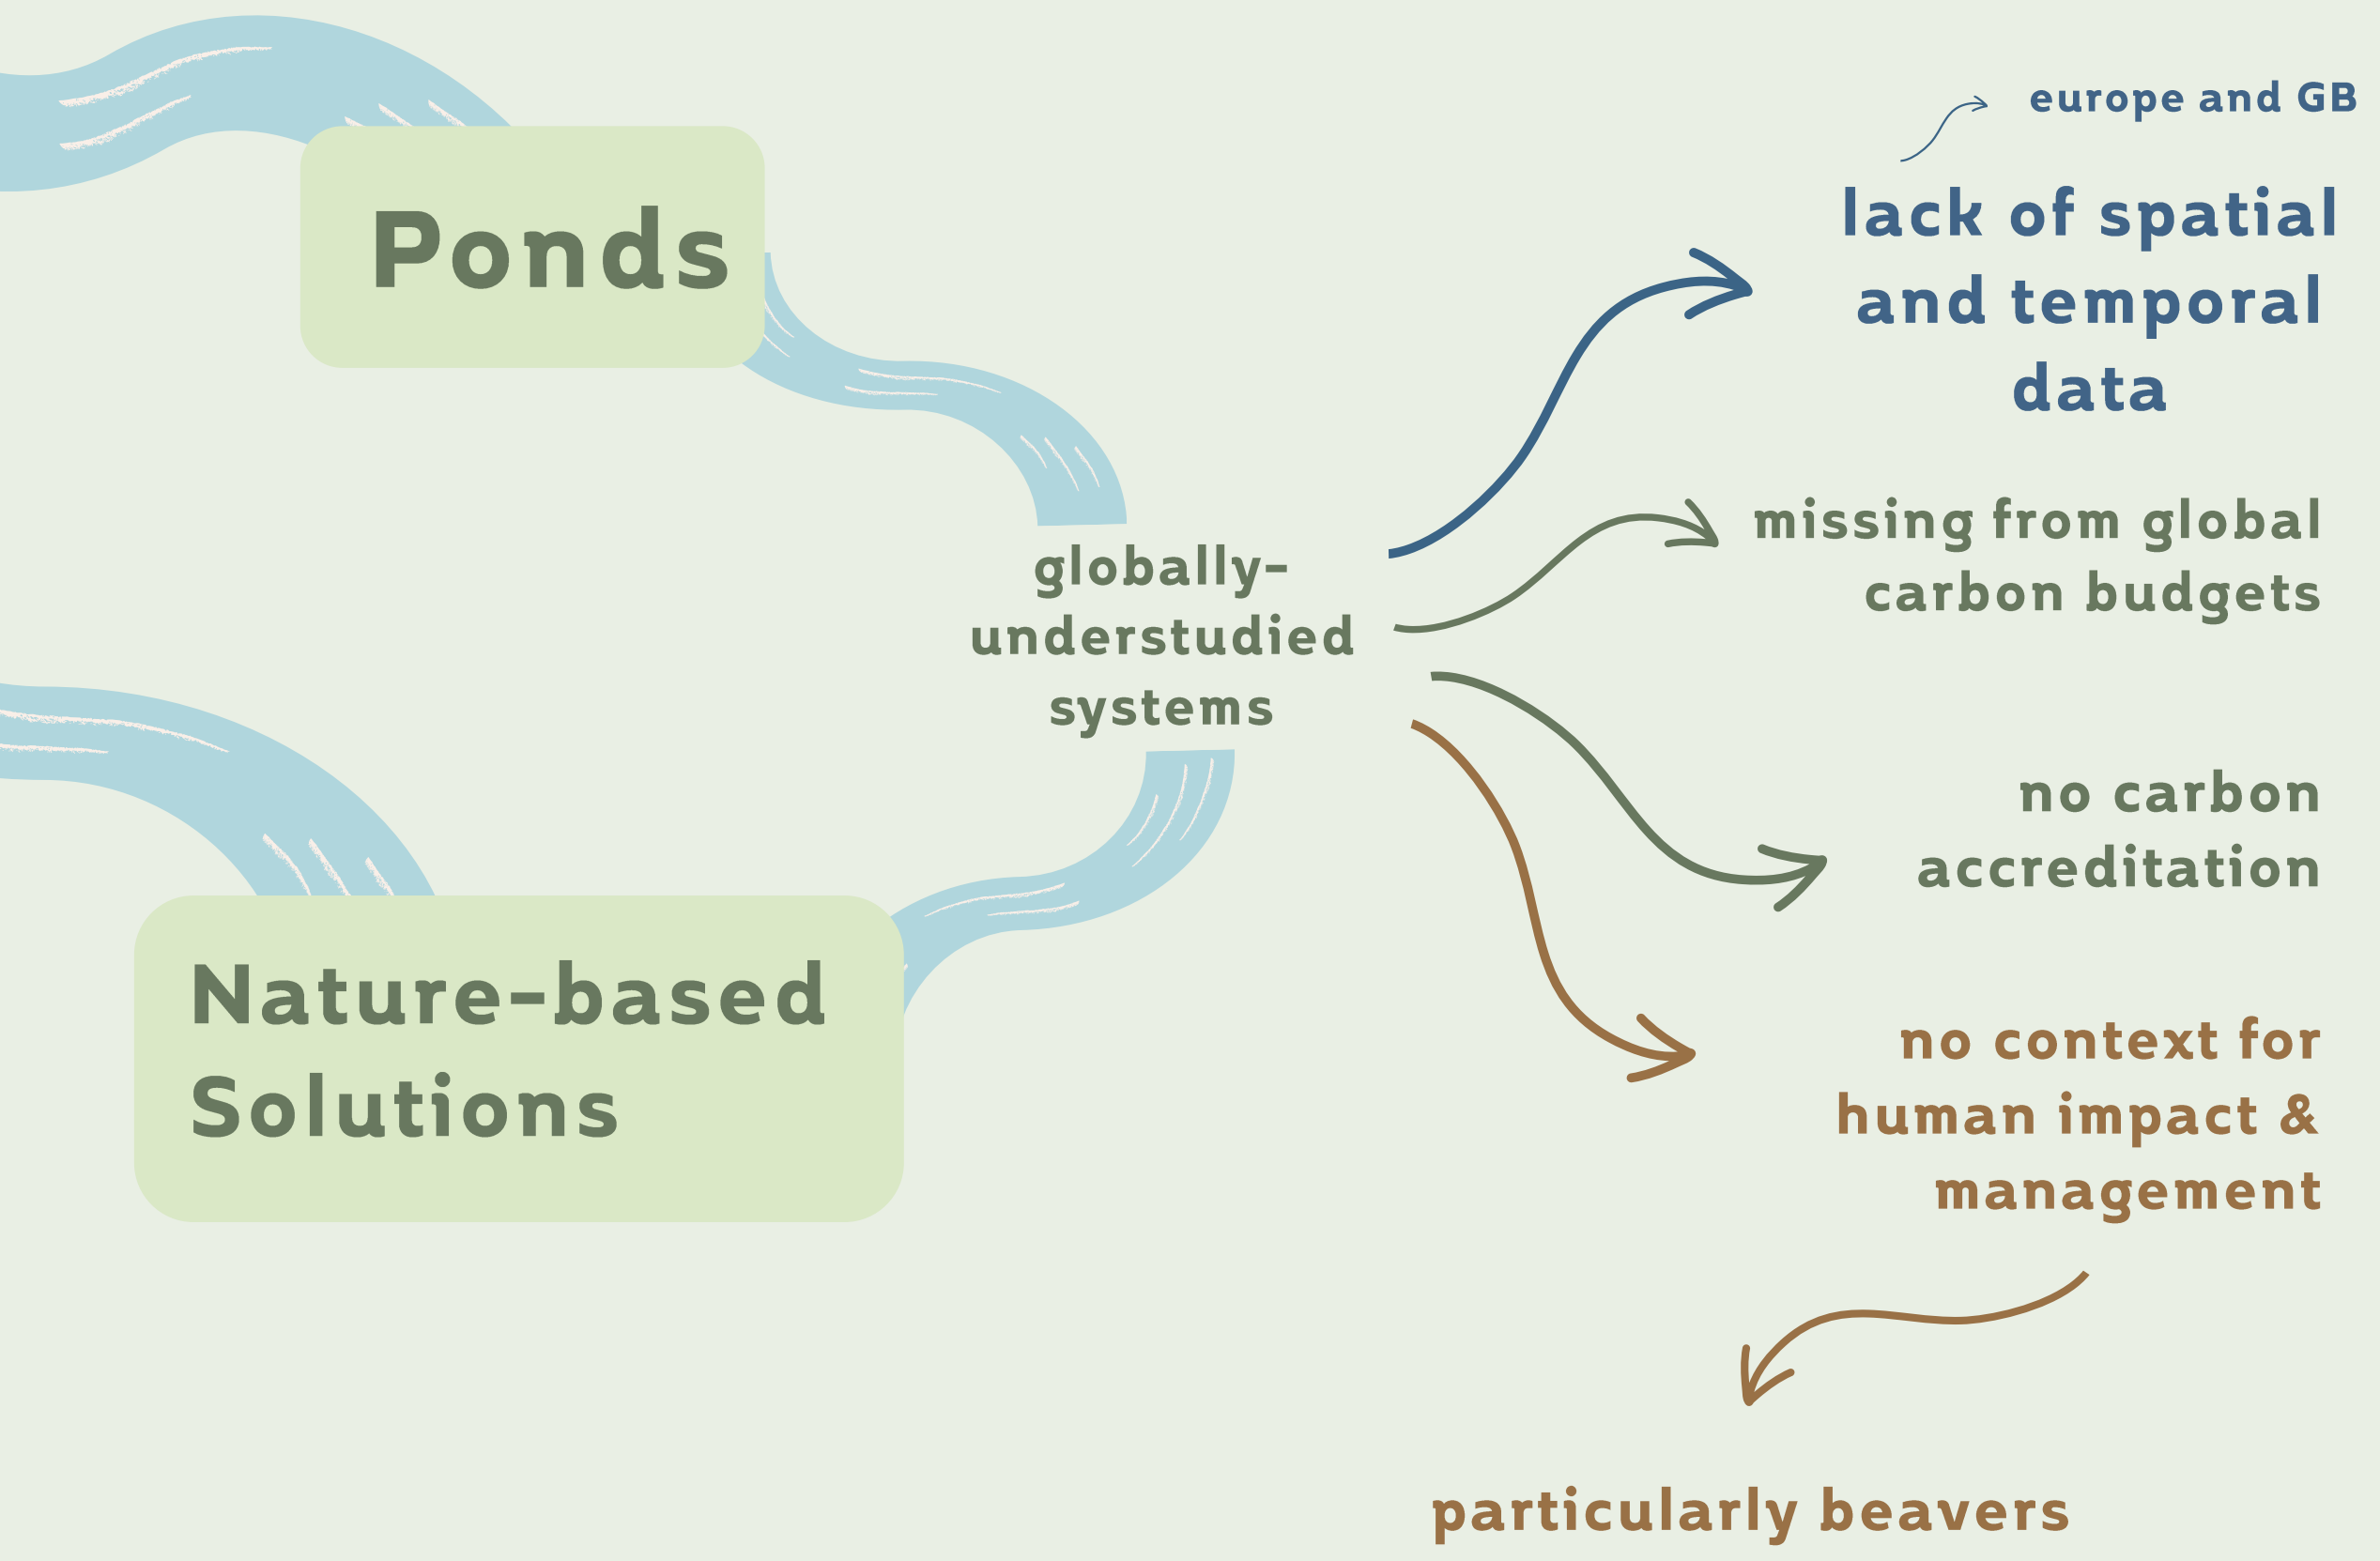 Ponds
Nature-based
Solutions
globally-
understudied
systems
europe and GB
lack of spatial
and temporal
data
missing from global
carbon budgets
no carbon
accreditation
no context for
human impact &
management
particularly beavers